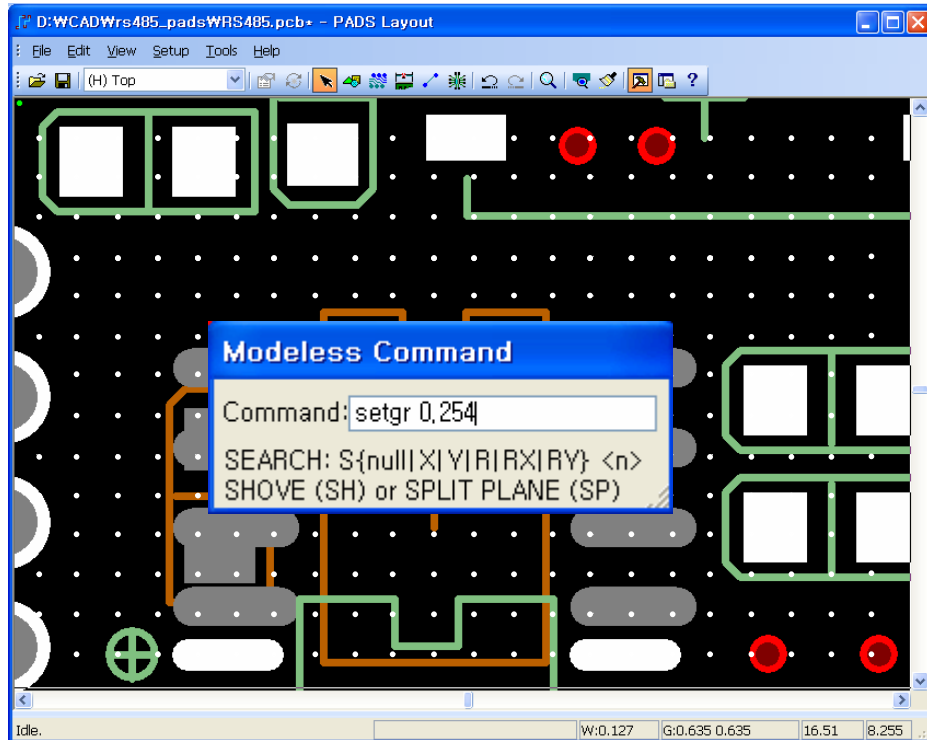 D:₩CAD₩rs485_pads₩RS485.pcb* - PADS Layout
File Edit View Setup Tools Help
(H) Top
Modeless Command
Command: setgr 0,254
SEARCH: S{null|X|Y|R|RX|RY} <n>
SHOVE (SH) or SPLIT PLANE (SP)
Idle. W:0.127 G:0.635 0.635 16.51 8.255